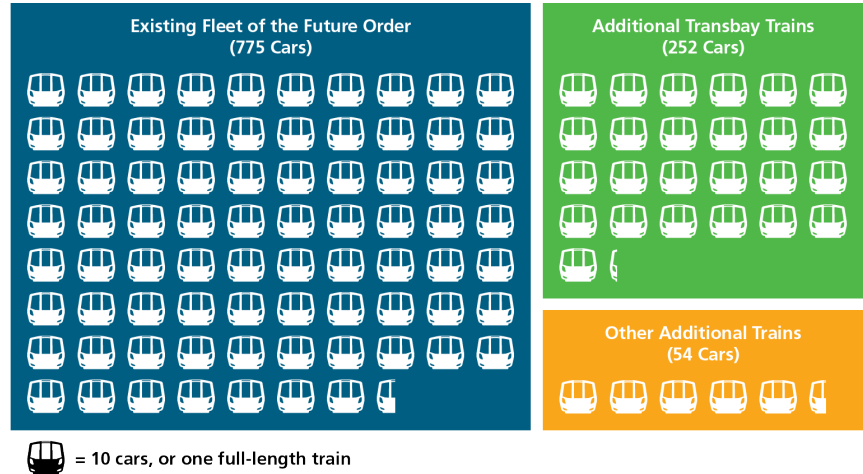 Existing Fleet of the Future Order
(775 Cars)
Additional Transbay Trains
(252 Cars)
Other Additional Trains
(54 Cars)
= 10 cars, or one full-length train